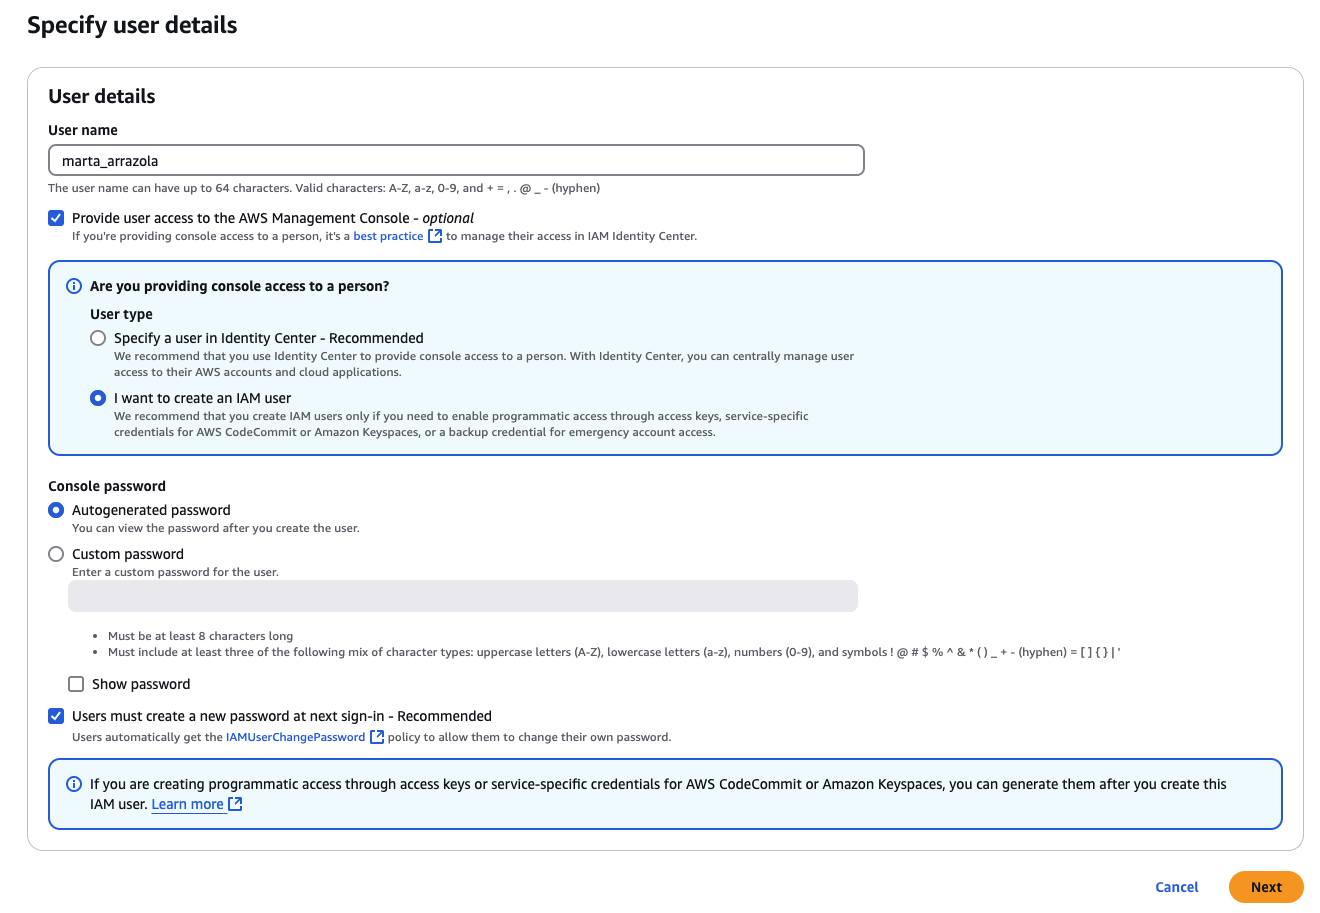 Specify user details
User details
User name
marta_arrazola
The user name can have up to 64 characters. Valid characters: A-Z, a-z, 0-9, and + = , . @ _ - (hyphen)
Provide user access to the AWS Management Console - optional
If you're providing console access to a person, it's a best practice to manage their access in IAM Identity Center.
Are you providing console access to a person?
User type
Specify a user in Identity Center - Recommended
We recommend that you use Identity Center to provide console access to a person. With Identity Center, you can centrally manage user
access to their AWS accounts and cloud applications.
I want to create an IAM user
We recommend that you create IAM users only if you need to enable programmatic access through access keys, service-specific
credentials for AWS CodeCommit or Amazon Keyspaces, or a backup credential for emergency account access.
Console password
Autogenerated password
You can view the password after you create the user.
Custom password
Enter a custom password for the user.
• Must be at least 8 characters long
• Must include at least three of the following mix of character types: uppercase letters (A-Z), lowercase letters (a-z), numbers (0-9), and symbols ! @ # $ % ^ & * ( ) _ + - (hyphen) = [ ] { } | '
Show password
Users must create a new password at next sign-in - Recommended
Users automatically get the IAMUserChangePassword policy to allow them to change their own password.
If you are creating programmatic access through access keys or service-specific credentials for AWS CodeCommit or Amazon Keyspaces, you can generate them after you create this
IAM user. Learn more
Cancel
Next